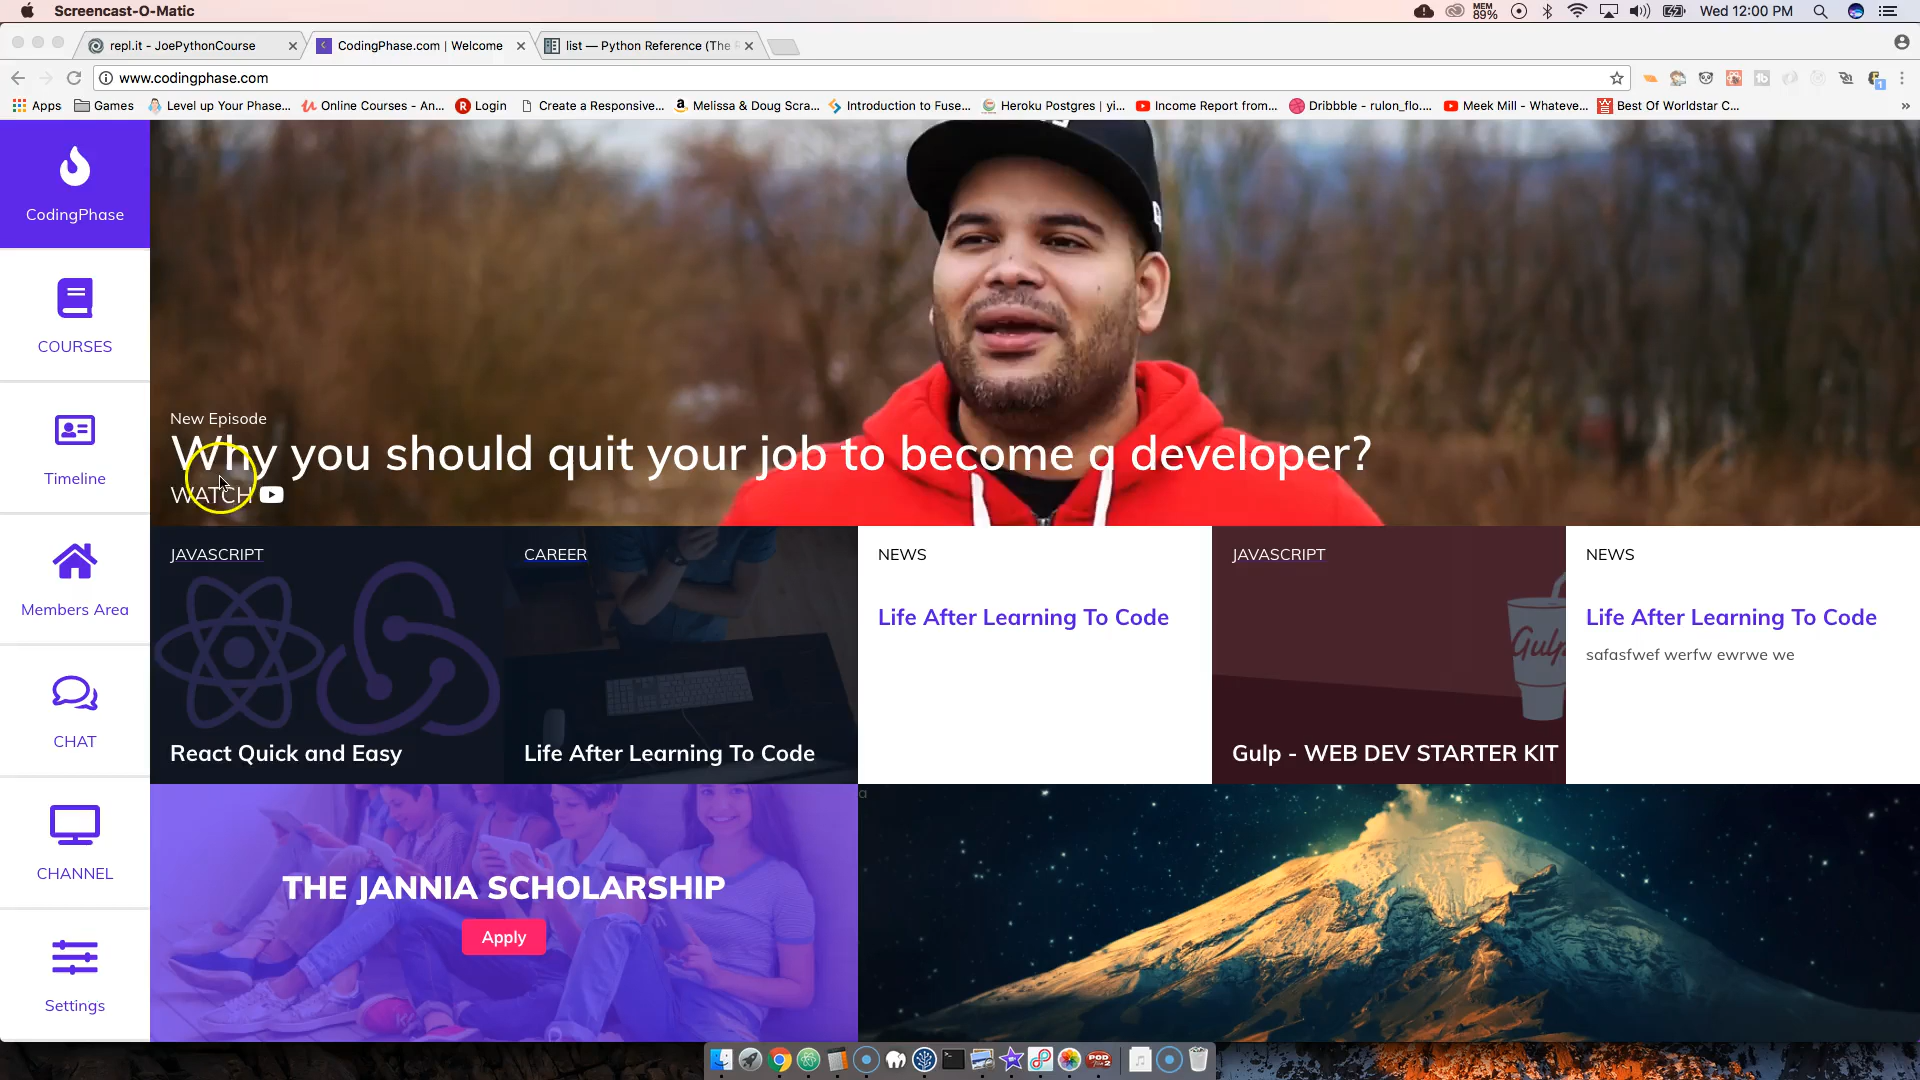 Screencast-O-Matic
MEM
89%
Wed 12:00 PM
repl.it - JoePythonCourse
CodingPhase.com | Welcome
list — Python Reference (The
www.codingphase.com
Apps
Games
Level up Your Phase...
Online Courses - An...
Login
Create a Responsive...
Melissa & Doug Scra...
Introduction to Fuse...
Heroku Postgres | yi...
Income Report from...
Dribbble - rulon_flo....
Meek Mill - Whateve...
Best Of Worldstar C...
CodingPhase
COURSES
Timeline
Members Area
CHAT
CHANNEL
Settings
New Episode
Why you should quit your job to become a developer?
WATCH
JAVASCRIPT
React Quick and Easy
CAREER
Life After Learning To Code
NEWS
Life After Learning To Code
JAVASCRIPT
Gulp
Gulp - WEB DEV STARTER KIT
NEWS
Life After Learning To Code
safasfwef werfw ewrwe we
THE JANNIA SCHOLARSHIP
Apply
a